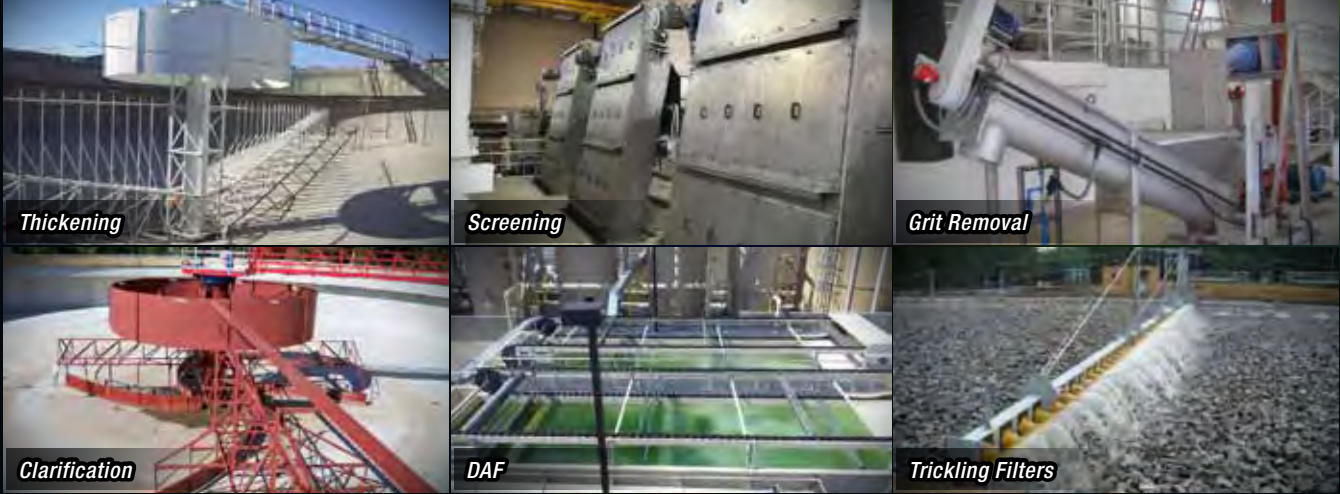 Thickening
Screening
Grit Removal
Clarification
DAF
Trickling Filters